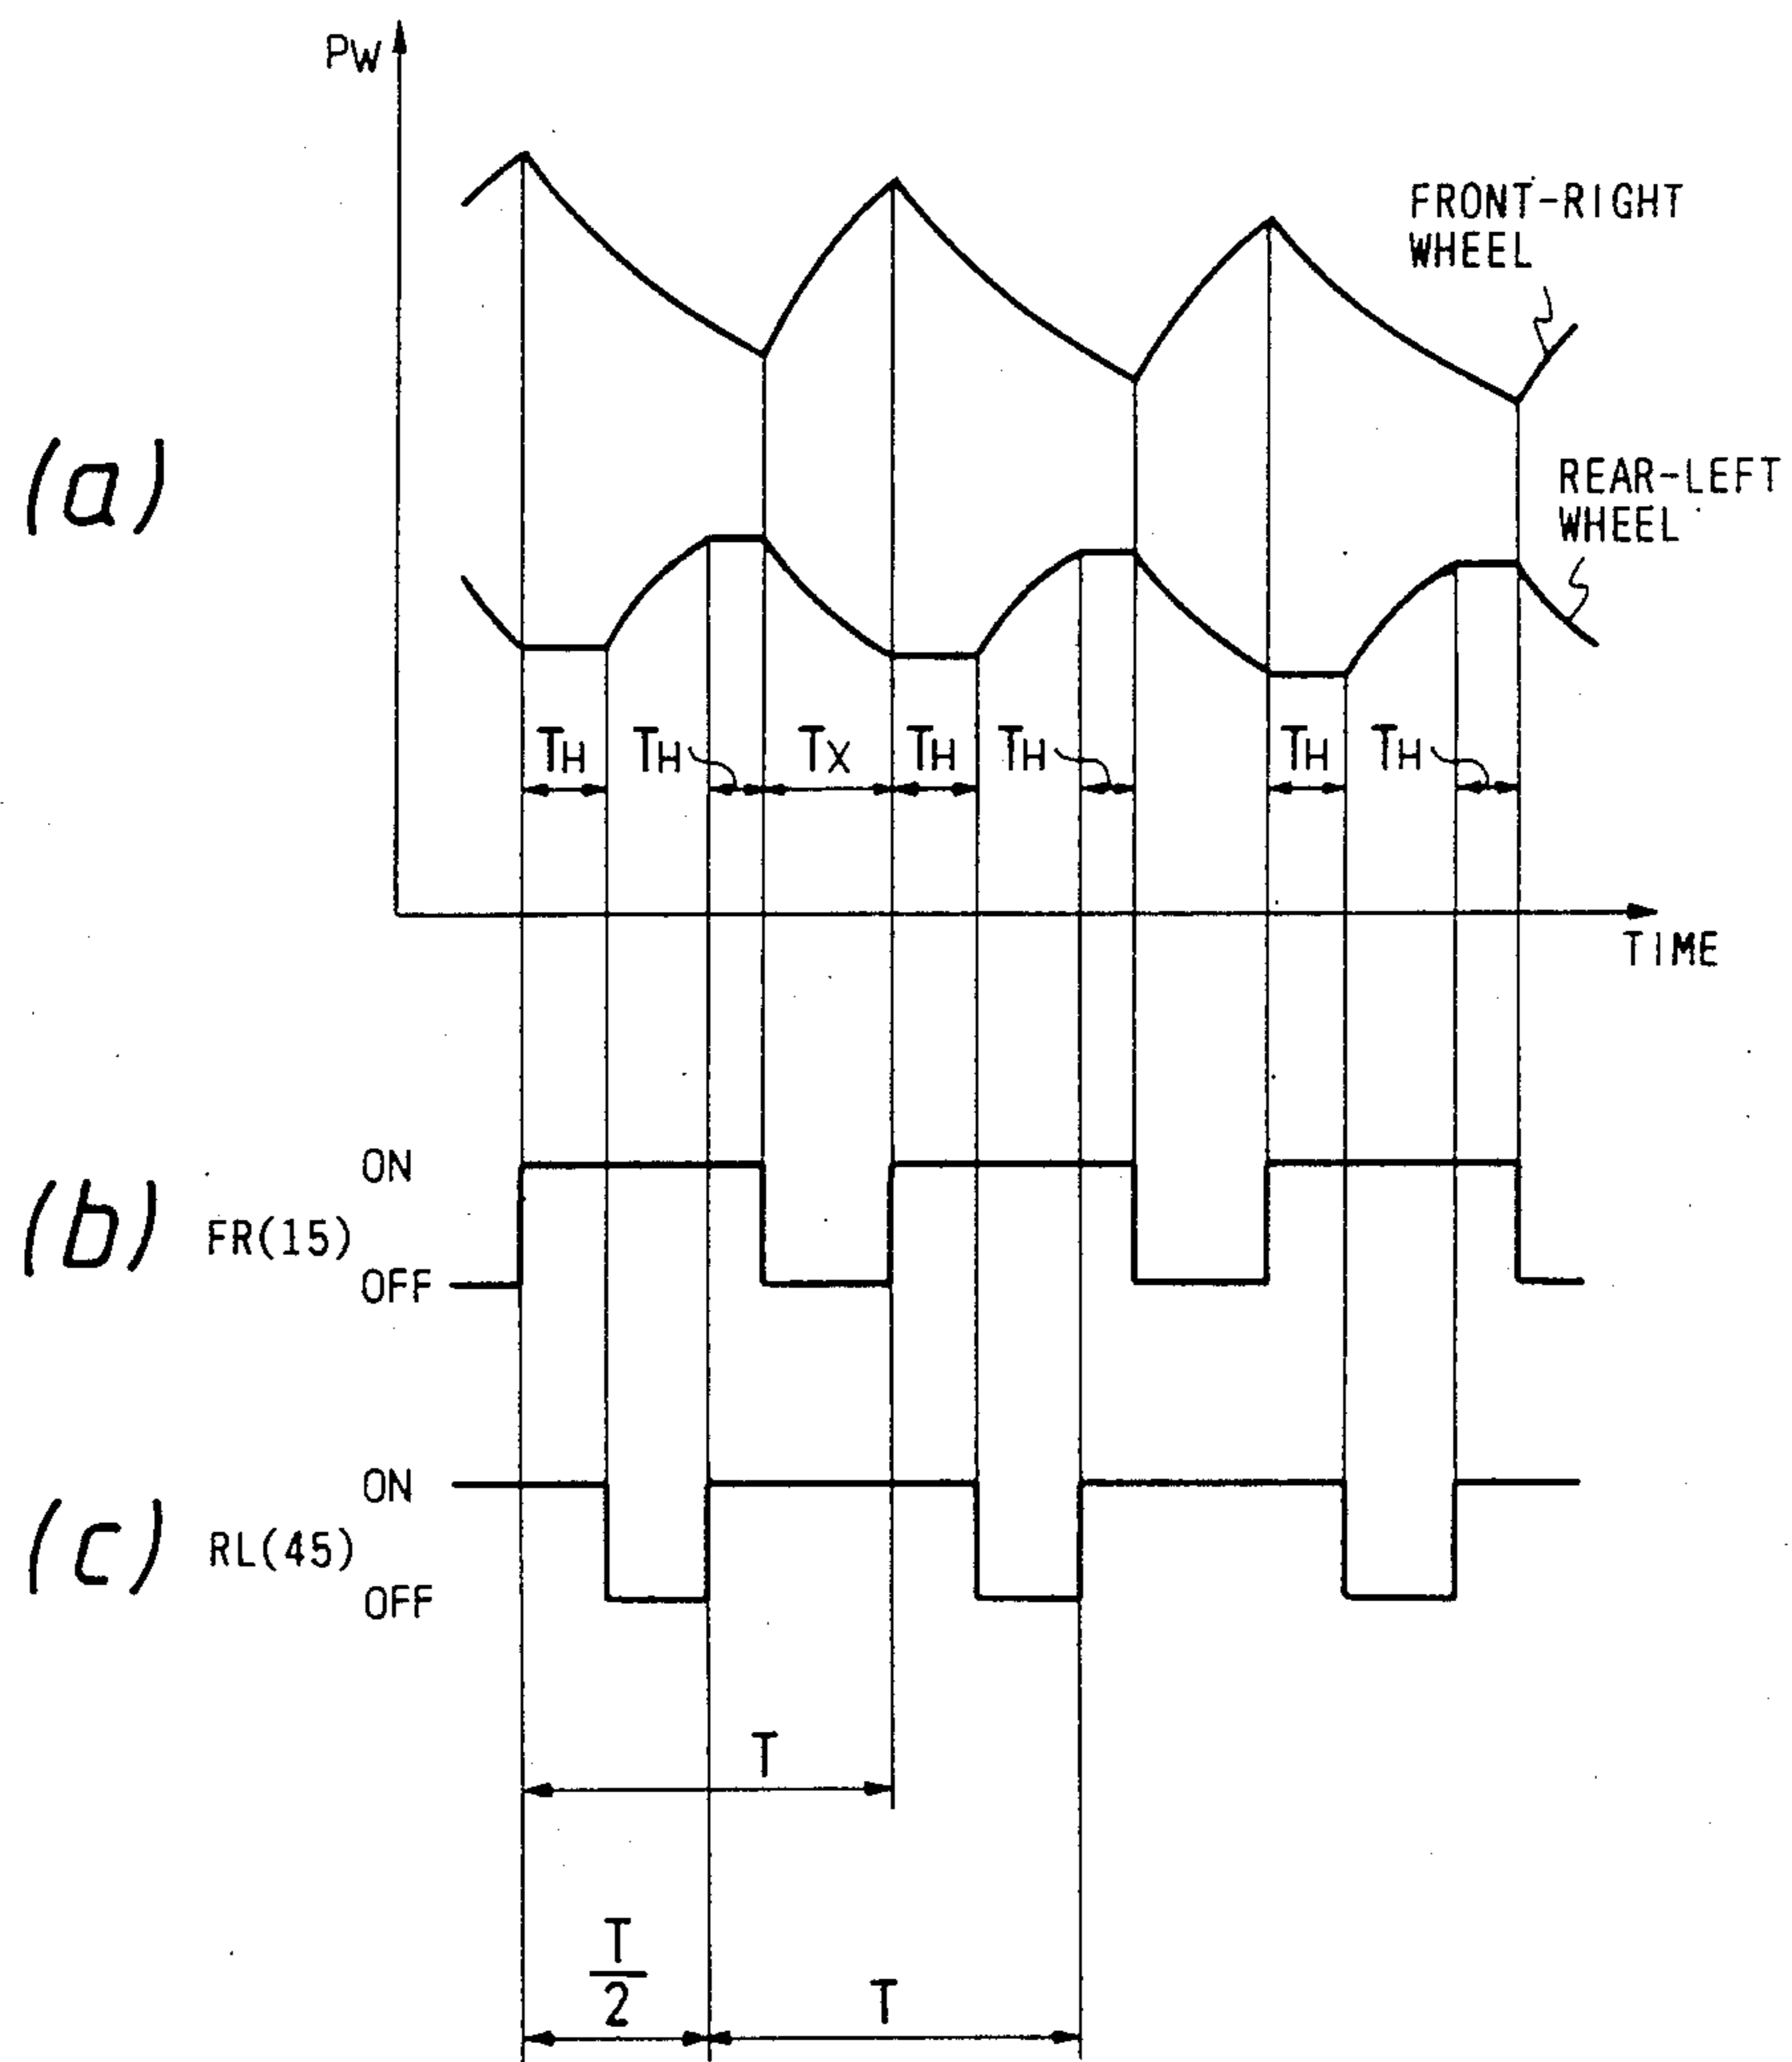 PW
FRONT-RIGHT
WHEEL
(a)
REAR-LEFT
WHEEL
TH
TH
TX
TH
TH
TH
TH
TIME
(b)
FR(15)
ON
OFF
(c)
RL(45)
ON
OFF
T
T
2
T